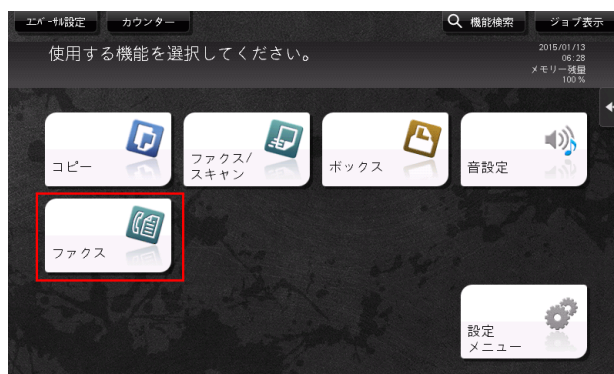 ユニバーサル設定
カウンター
機能検索
ジョブ表示
使用する機能を選択してください。
2015/01/13
06:28
メモリー残量
100 %
コピー
ファクス/
スキャン
ボックス
音設定
ファクス
設定
メニュー